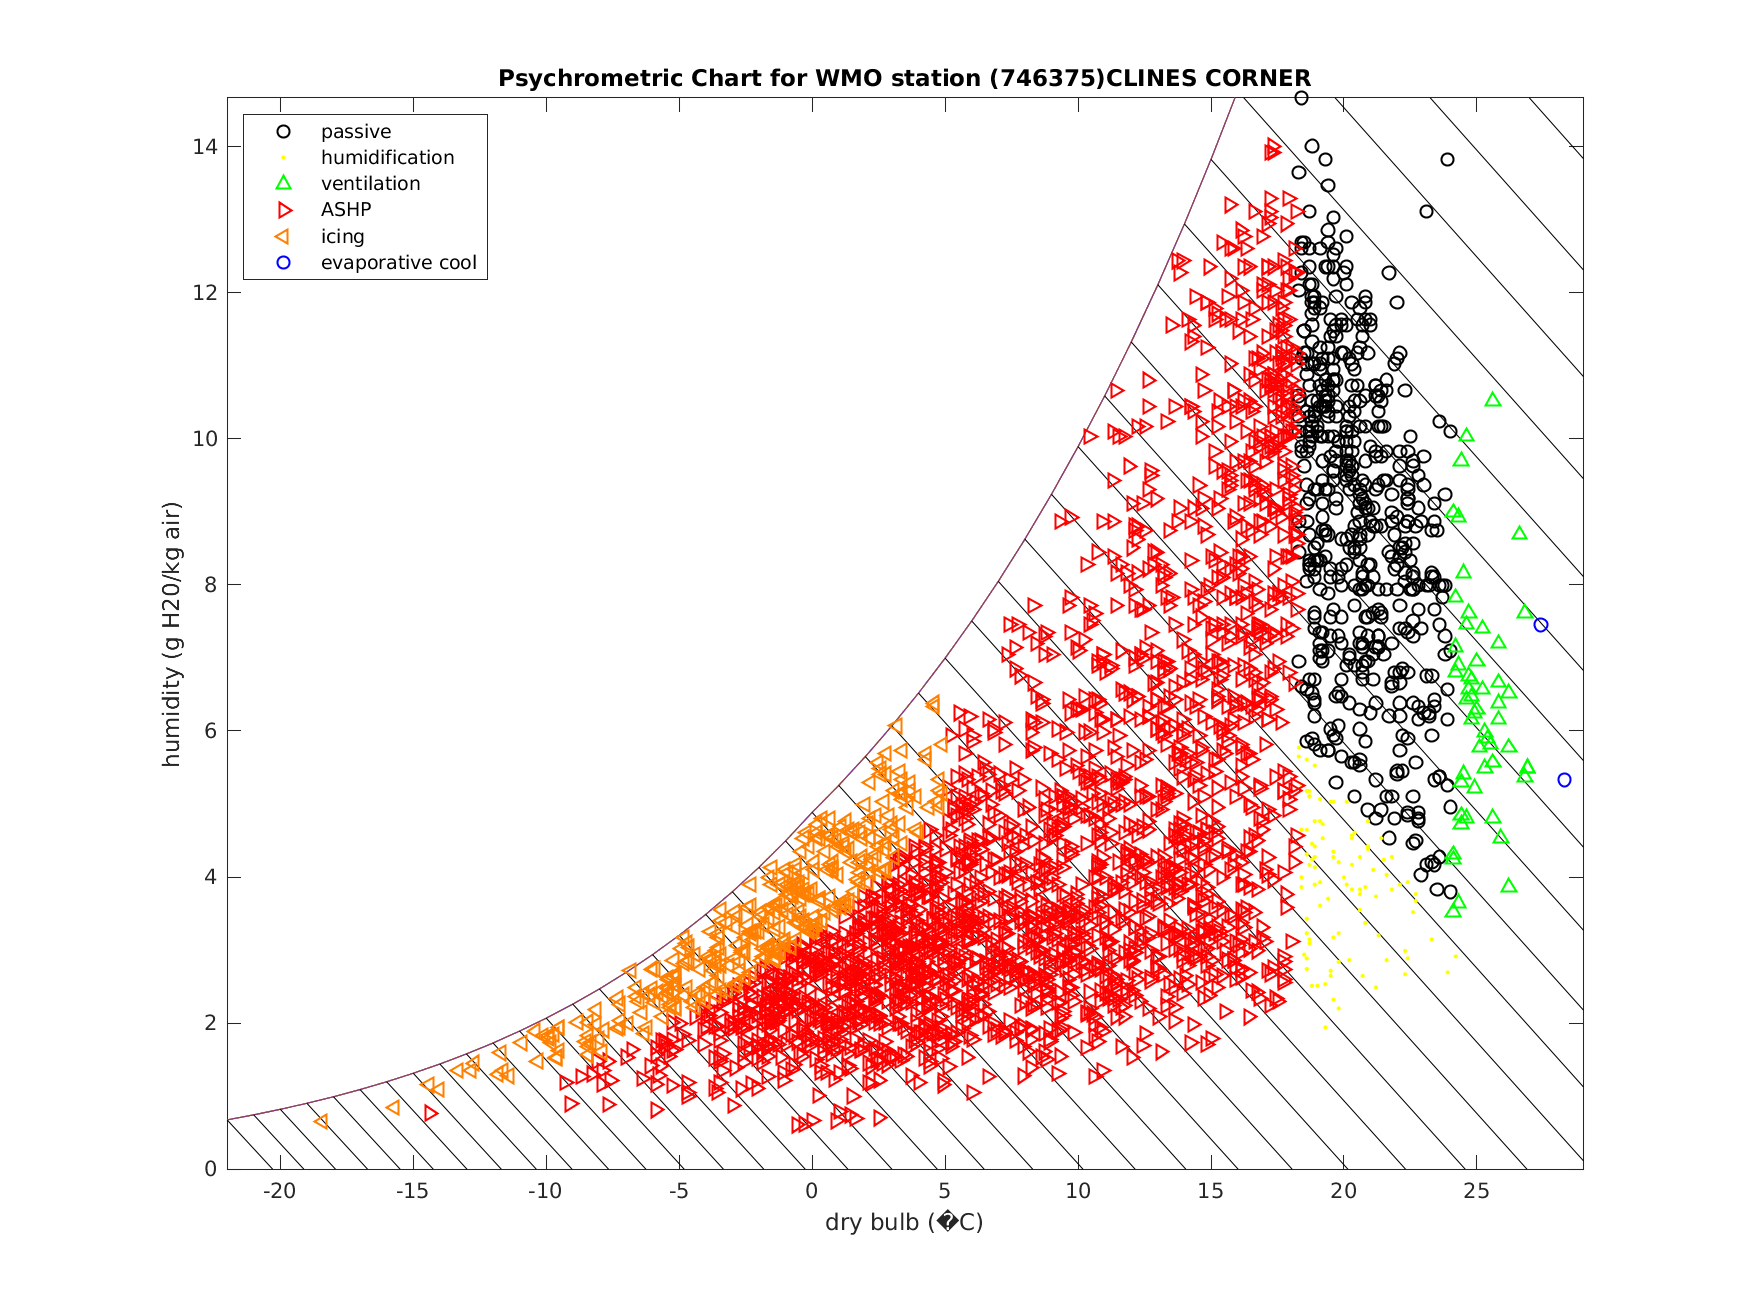 Psychrometric Chart for WMO station (746375)CLINES CORNER
passive
humidification
ventilation
ASHP
icing
evaporative cool
humidity (g H20/kg air)
14
12
10
8
6
4
2
0
-20 -15 -10 -5 0 5 10 15 20 25
dry bulb (�C)